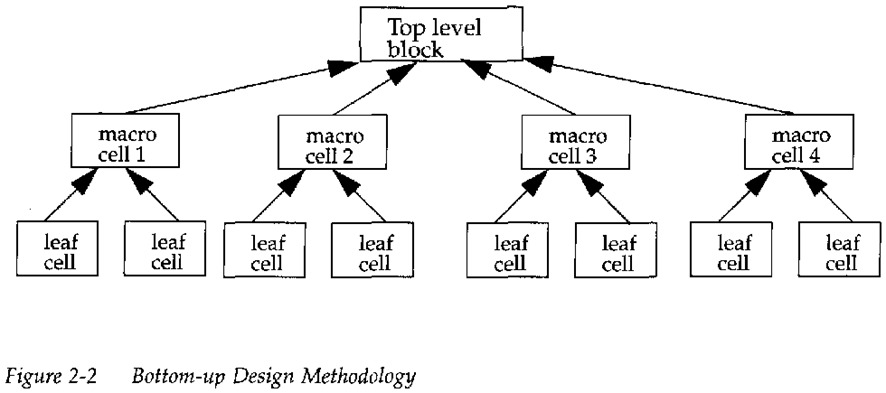 Top level
block
macro
cell 1
macro
cell 2
macro
cell 3
macro
cell 4
leaf
cell
leaf
cell
leaf
cell
leaf
cell
leaf
cell
leaf
cell
leaf
cell
leaf
cell
Figure 2-2 Bottom-up Design Methodology